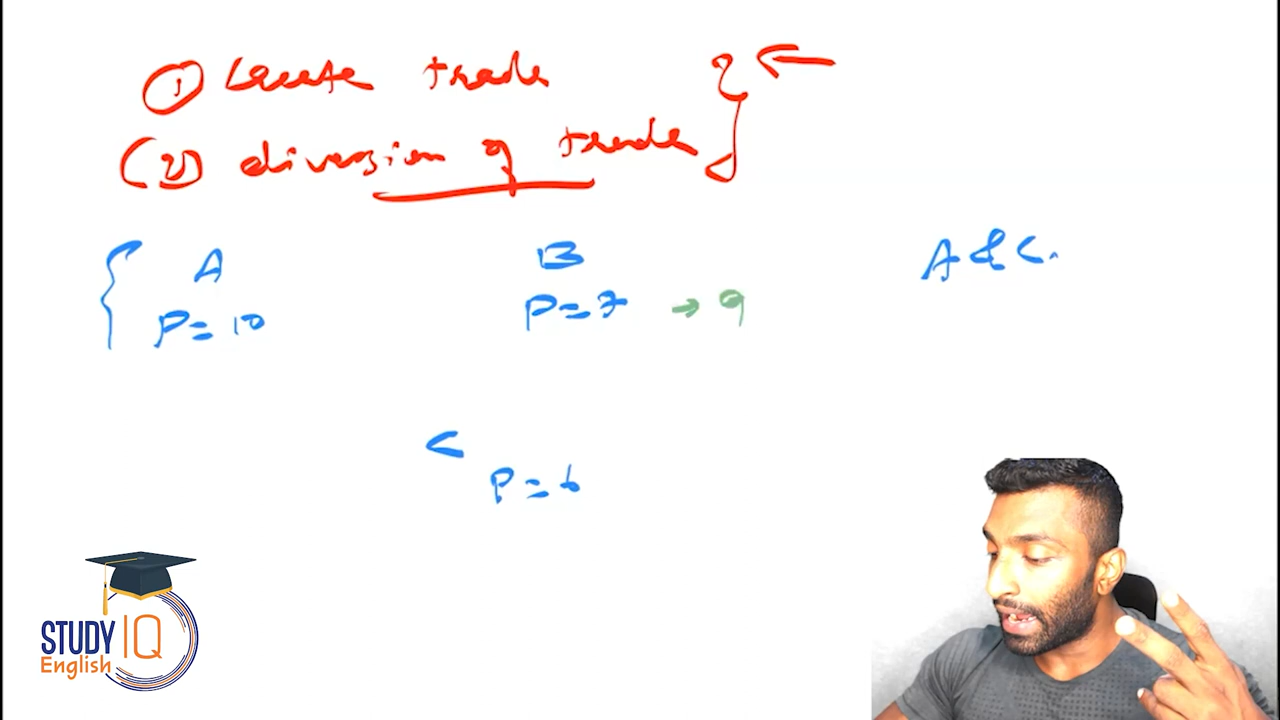 ① create trade
(2) diversion of trade
A B A & C.
P = 10 P = 7 → 9
C
P = 6
STUDY IQ
English